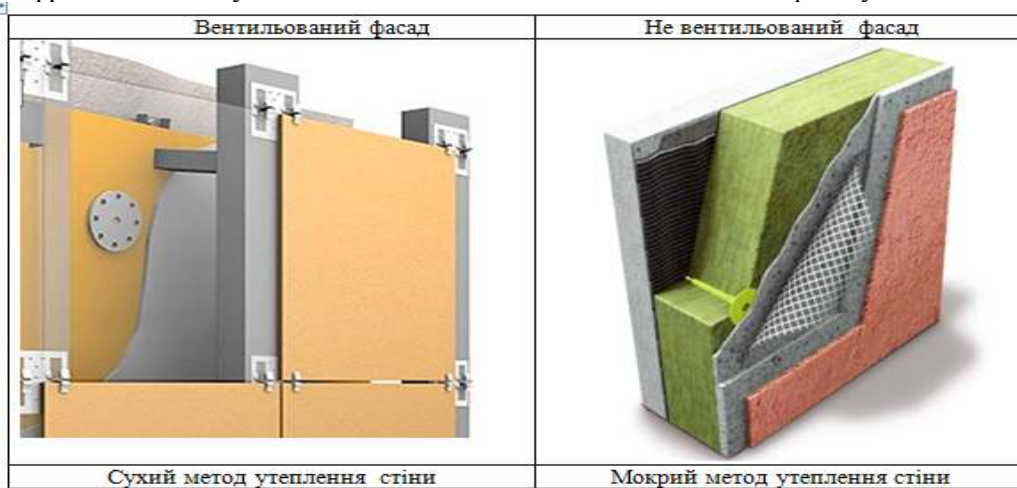 Вентильований фасад
Не вентильований фасад
Сухий метод утеплення стіни
Мокрий метод утеплення стіни